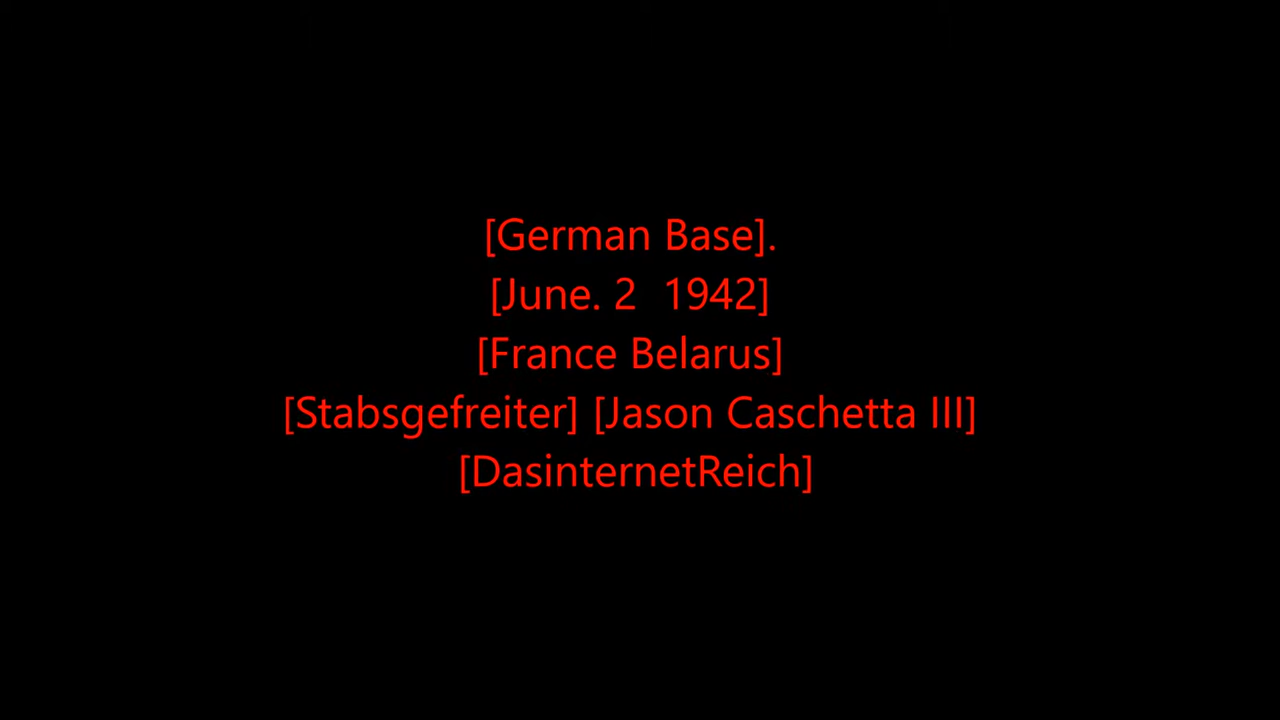 [German Base].
[June. 2  1942]
[France Belarus]
[Stabsgefreiter] [Jason Caschetta III]
[DasinternetReich]